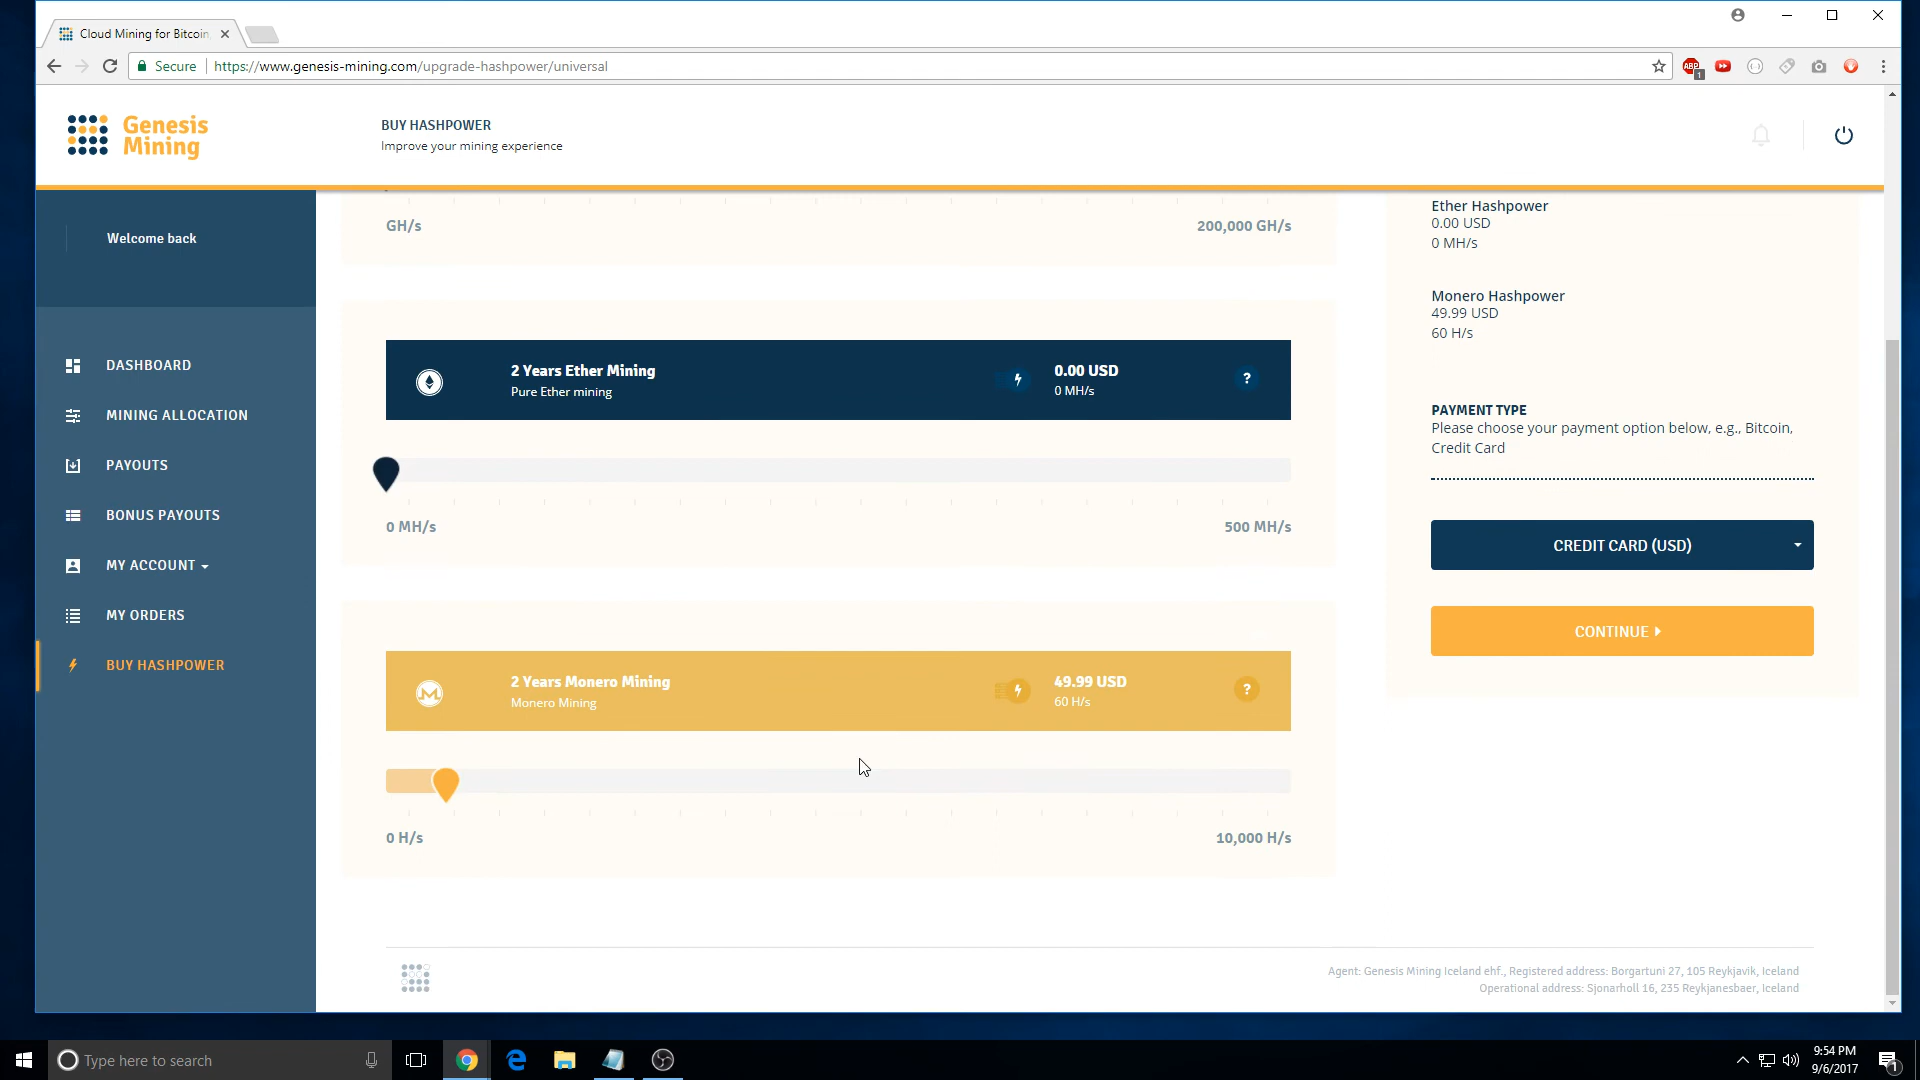 Cloud Mining for Bitcoin,
Secure
https://www.genesis-mining.com/upgrade-hashpower/universal
ABP
1
Genesis
Mining
BUY HASHPOWER
Improve your mining experience
Welcome back
DASHBOARD
MINING ALLOCATION
PAYOUTS
BONUS PAYOUTS
MY ACCOUNT
MY ORDERS
BUY HASHPOWER
GH/s
200,000 GH/s
2 Years Ether Mining
Pure Ether mining
0.00 USD
0 MH/s
?
0 MH/s
500 MH/s
2 Years Monero Mining
Monero Mining
49.99 USD
60 H/s
?
0 H/s
10,000 H/s
Ether Hashpower
0.00 USD
0 MH/s
Monero Hashpower
49.99 USD
60 H/s
PAYMENT TYPE
Please choose your payment option below, e.g., Bitcoin,
Credit Card
CREDIT CARD (USD)
CONTINUE
Agent: Genesis Mining Iceland ehf., Registered address: Borgartuni 27, 105 Reykjavik, Iceland
Operational address: Sjonarholl 16, 235 Reykjanesbaer, Iceland
Type here to search
9:54 PM
9/6/2017
1